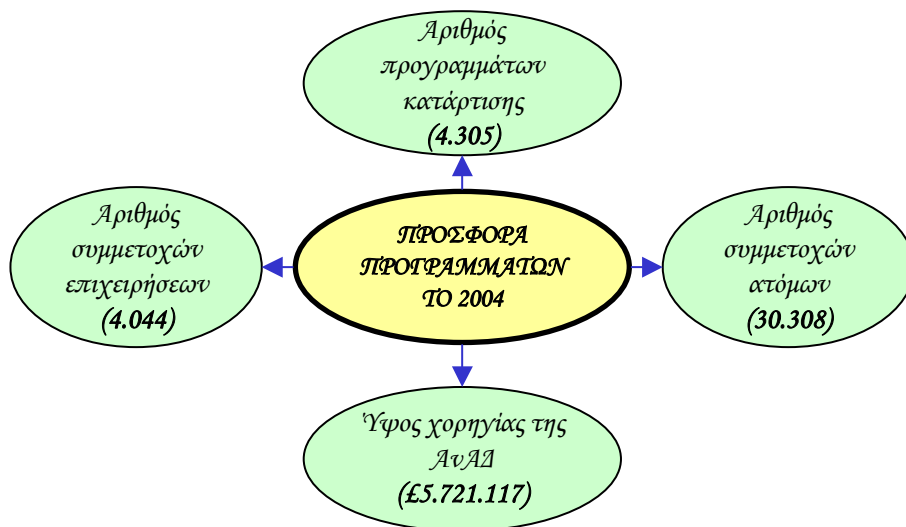 Αριθμός
προγραμμάτων
κατάρτισης
(4.305)
Αριθμός
συμμετοχών
επιχειρήσεων
(4.044)
ΠΡΟΣΦΟΡΑ
ΠΡΟΓΡΑΜΜΑΤΩΝ
ΤΟ 2004
Αριθμός
συμμετοχών
ατόμων
(30.308)
Ύψος χορηγίας της
ΑνΑΔ
(£5.721.117)